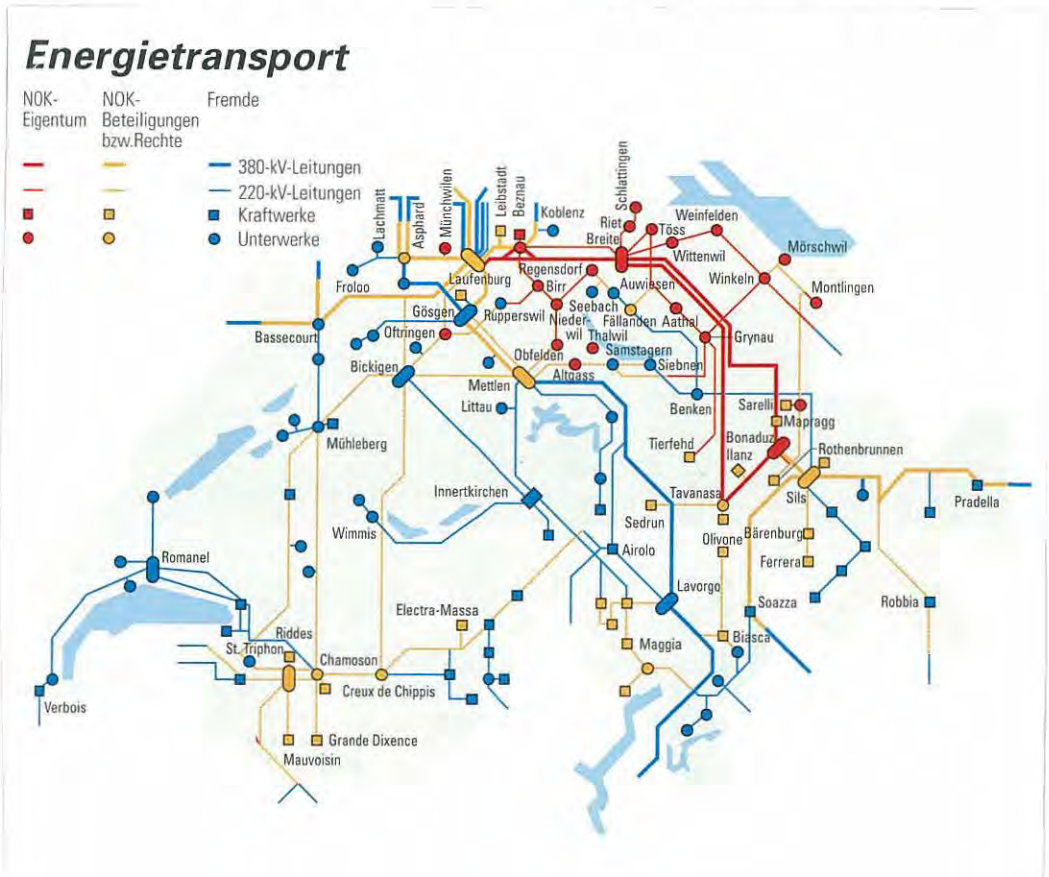 Energietransport
NOK- NOK- Fremde
Eigentum Beteiligungen
bzw.Rechte
380-kV-Leitungen
220-kV-Leitungen
Kraftwerke
Unterwerke
Lachmatt
Asphard
Münchwilen
Leibstadt
Beznau
Koblenz
Schlattingen
Riet
Breite
Töss
Weinfelden
Wittenwil
Mörschwil
Winkeln
Montlingen
Froloo
Laufenburg
Regensdorf
Birr
Auwiesen
Seebach
Fällanden
Aathal
Grynau
Bassecourt
Gösgen
Oftringen
Rupperswil
Nieder-
wil
Thalwil
Obfelden
Samstagern
Siebnen
Altgass
Bickigen
Mettlen
Littau
Benken
Sarelli
Mapragg
Mühleberg
Tierfehd
Bonaduz
Ilanz
Rothenbrunnen
Innertkirchen
Tavanasa
Sils
Pradella
Wimmis
Sedrun
Olivone
Bärenburg
Airolo
Ferrera
Romanel
Lavorgo
Soazza
Robbia
Electra-Massa
Riddes
Maggia
Biasca
St. Triphon
Chamoson
Creux de Chippis
Verbois
Grande Dixence
Mauvoisin